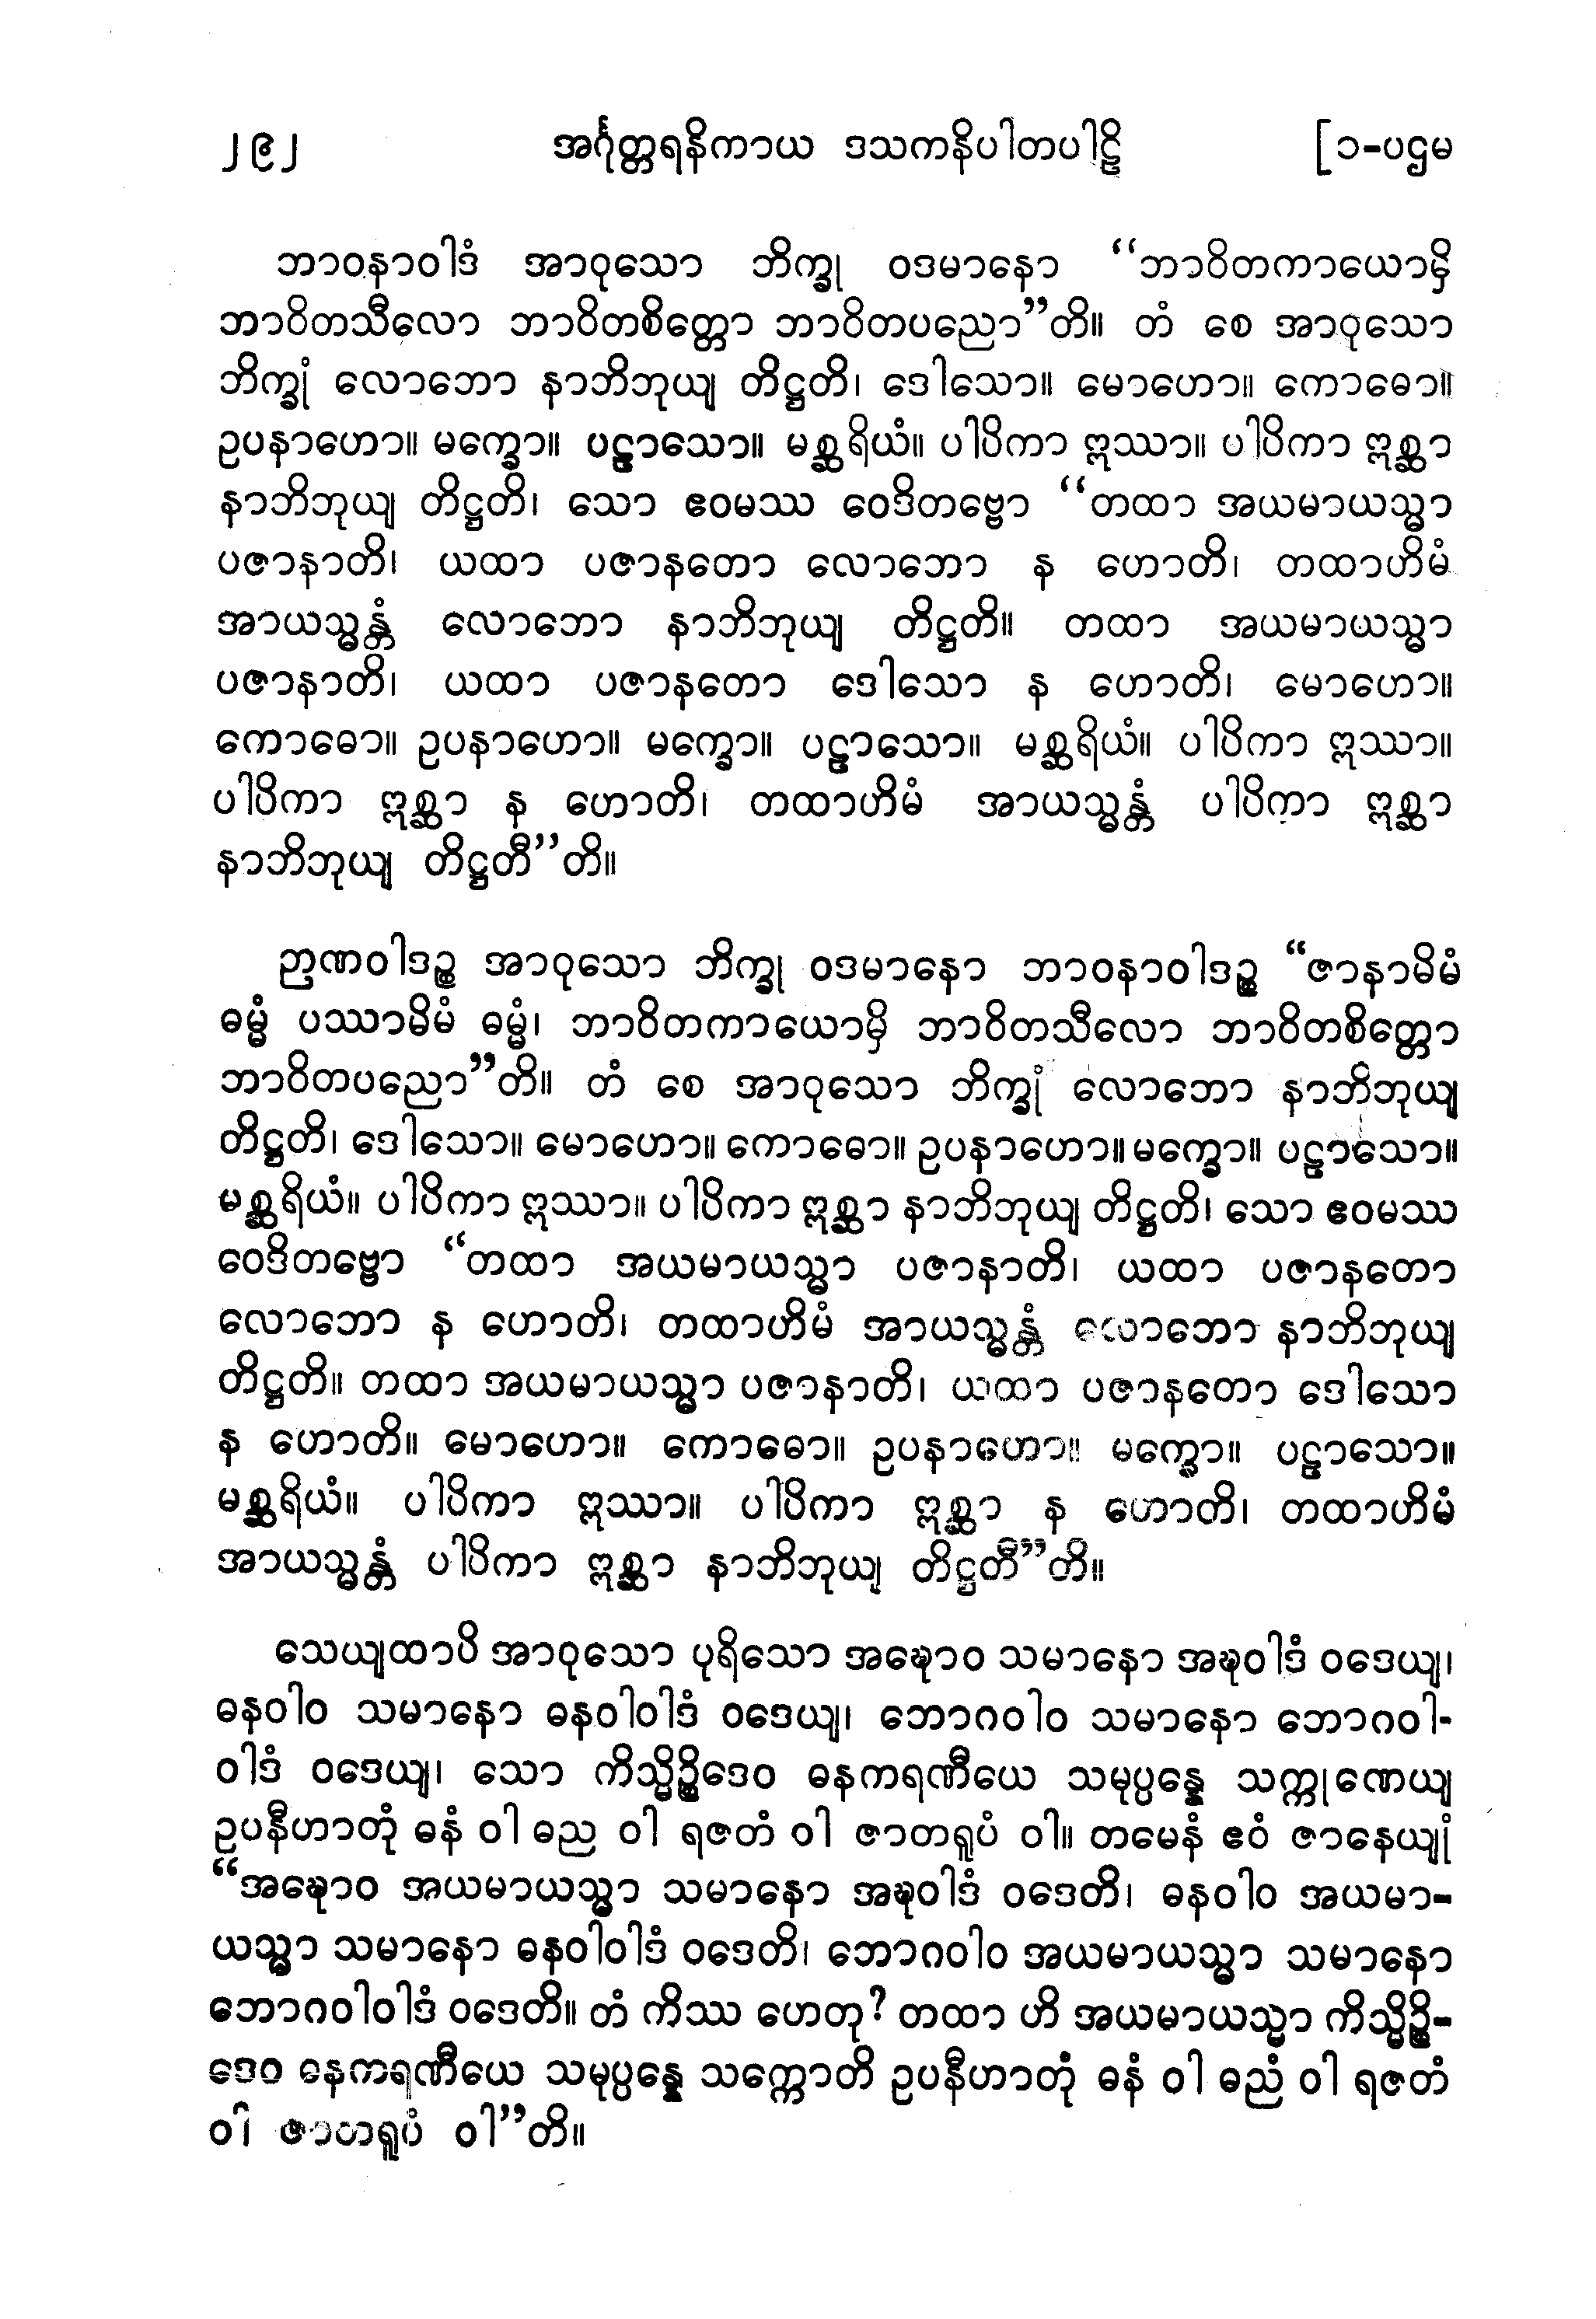 ၂၉၂ အင်္ဂုတ္တရနိကာယ ဒသကနိပါတပါဠိ [၁-ပဌမ
ဘာဝနာဝါဒံ အာဝုသော ဘိက္ခု ဝဒမာနော “ဘာဝိတကာယောမှိ
ဘာဝိတသီလော ဘာဝိတစိတ္တော ဘာဝိတပညော”တိ။ တံ စေ အာဝုသော
ဘိက္ခုံ လောဘော နာဘိဘုယျ တိဋ္ဌတိ၊ ဒေါသော။ မောဟော။ ကောဓော။
ဥပနာဟော။ မက္ခော။ ပဠာသော။ မစ္ဆရိယံ။ ပါပိကာ ဣဿာ။ ပါပိကာ ဣစ္ဆာ
နာဘိဘုယျ တိဋ္ဌတိ၊ သော ဧဝမဿ ဝေဒိတဗ္ဗော “တထာ အယမာယသ္မာ
ပဇာနာတိ၊ ယထာ ပဇာနတော လောဘော န ဟောတိ၊ တထာဟိမံ
အာယသ္မန္တံ လောဘော နာဘိဘုယျ တိဋ္ဌတိ။ တထာ အယမာယသ္မာ
ပဇာနာတိ၊ ယထာ ပဇာနတော ဒေါသော န ဟောတိ၊ မောဟော။
ကောဓော။ ဥပနာဟော။ မက္ခော။ ပဠာသော။ မစ္ဆရိယံ။ ပါပိကာ ဣဿာ။
ပါပိကာ ဣစ္ဆာ န ဟောတိ၊ တထာဟိမံ အာယသ္မန္တံ ပါပိကာ ဣစ္ဆာ
နာဘိဘုယျ တိဋ္ဌတီ”တိ။
ဉာဏဝါဒဉ္စ အာဝုသော ဘိက္ခု ဝဒမာနော ဘာဝနာဝါဒဉ္စ “ဇာနာမိမံ
ဓမ္မံ ပဿာမိမံ ဓမ္မံ၊ ဘာဝိတကာယောမှိ ဘာဝိတသီလော ဘာဝိတစိတ္တော
ဘာဝိတပညော”တိ။ တံ စေ အာဝုသော ဘိက္ခုံ လောဘော နာဘိဘုယျ
တိဋ္ဌတိ၊ ဒေါသော။ မောဟော။ ကောဓော။ ဥပနာဟော။ မက္ခော။ ပဠာသော။
မစ္ဆရိယံ။ ပါပိကာ ဣဿာ။ ပါပိကာ ဣစ္ဆာ နာဘိဘုယျ တိဋ္ဌတိ၊ သော ဧဝမဿ
ဝေဒိတဗ္ဗော “တထာ အယမာယသ္မာ ပဇာနာတိ၊ ယထာ ပဇာနတော
လောဘော န ဟောတိ၊ တထာဟိမံ အာယသ္မန္တံ လောဘော နာဘိဘုယျ
တိဋ္ဌတိ။ တထာ အယမာယသ္မာ ပဇာနာတိ၊ ယထာ ပဇာနတော ဒေါသော
န ဟောတိ။ မောဟော။ ကောဓော။ ဥပနာဟော။ မက္ခော။ ပဠာသော။
မစ္ဆရိယံ။ ပါပိကာ ဣဿာ။ ပါပိကာ ဣစ္ဆာ န ဟောတိ၊ တထာဟိမံ
အာယသ္မန္တံ ပါပိကာ ဣစ္ဆာ နာဘိဘုယျ တိဋ္ဌတီ”တိ။
သေယျထာပိ အာဝုသော ပုရိသော အဍ္ဎောဝ သမာနော အဍ္ဎဝါဒံ ဝဒေယျ၊
ဓနဝါဝ သမာနော ဓနဝါဝါဒံ ဝဒေယျ၊ ဘောဂဝါဝ သမာနော ဘောဂဝါ-
ဝါဒံ ဝဒေယျ၊ သော ကိသ္မိဉ္စိဒေဝ ဓနကရဏီယေ သမုပ္ပန္နေ သက္ကုဏေယျ
ဥပနီဟာတုံ ဓနံ ဝါ ဓည ဝါ ရဇတံ ဝါ ဇာတရူပံ ဝါ။ တမေနံ ဧဝံ ဇာနေယျုံ
“အဍ္ဎောဝ အယမာယသ္မာ သမာနော အဍ္ဎဝါဒံ ဝဒေတိ၊ ဓနဝါဝ အယမာ-
ယသ္မာ သမာနော ဓနဝါဝါဒံ ဝဒေတိ၊ ဘောဂဝါဝ အယမာယသ္မာ သမာနော
ဘောဂဝါဝါဒံ ဝဒေတိ။ တံ ကိဿ ဟေတု? တထာ ဟိ အယမာယသ္မာ ကိသ္မိဉ္စိ-
ဒေဝ ဓနကရဏီယေ သမုပ္ပန္နေ သက္ကောတိ ဥပနီဟာတုံ ဓနံ ဝါ ဓညံ ဝါ ရဇတံ
ဝါ ဇာတရူပံ ဝါ”တိ။